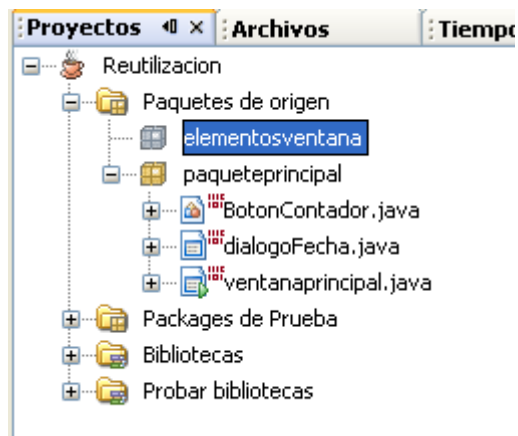 Proyectos Archivos Tiempo
Reutilizacion
Paquetes de origen
elementosventana
paqueteprincipal
BotonContador.java
dialogoFecha.java
ventanaprincipal.java
Packages de Prueba
Bibliotecas
Probar bibliotecas